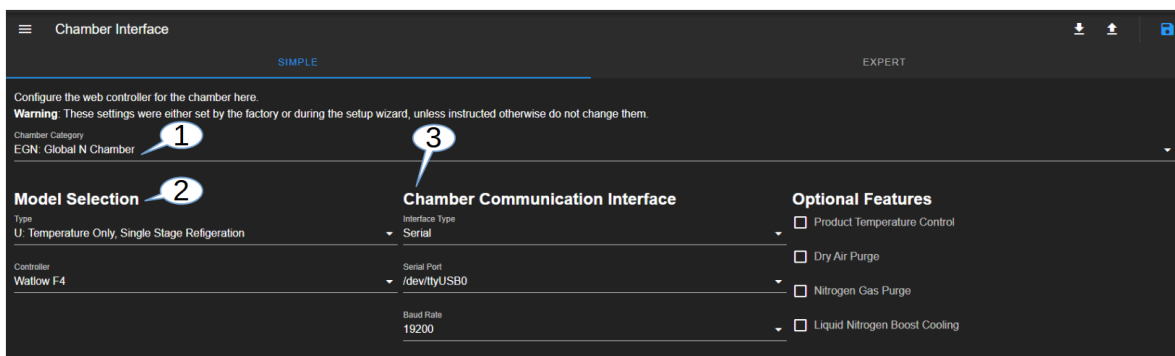 Chamber Interface
SIMPLE
EXPERT
Configure the web controller for the chamber here.
Warning: These settings were either set by the factory or during the setup wizard, unless instructed otherwise do not change them.
Chamber Category
EGN: Global N Chamber
1
3
Model Selection
2
Type
U: Temperature Only, Single Stage Refigeration
Controller
Watlow F4
Chamber Communication Interface
Interface Type
Serial
Serial Port
/dev/ttyUSB0
Baud Rate
19200
Optional Features
Product Temperature Control
Dry Air Purge
Nitrogen Gas Purge
Liquid Nitrogen Boost Cooling